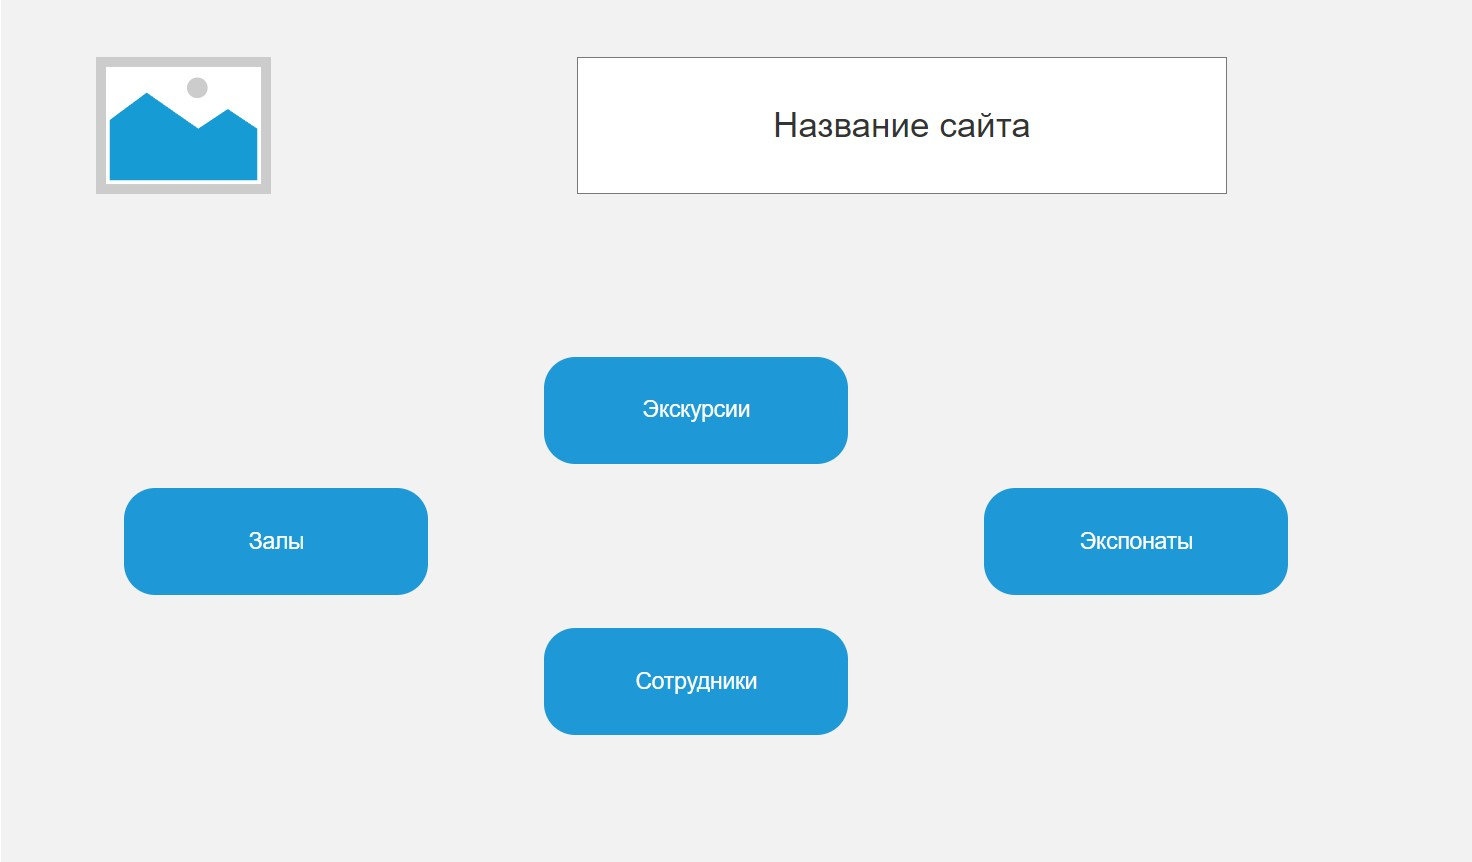 Название сайта
Экскурсии
Залы
Экспонаты
Сотрудники